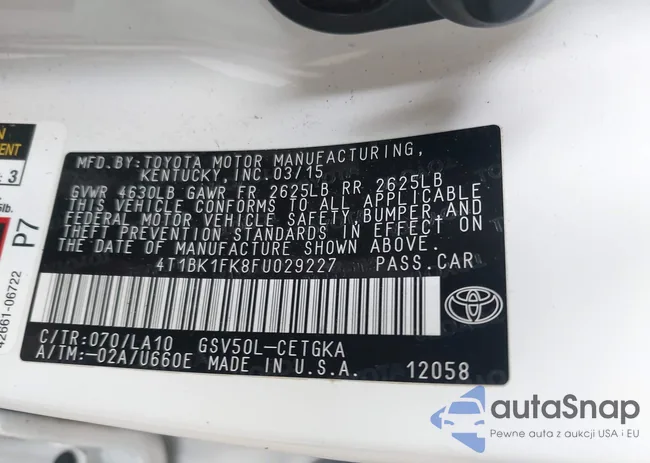 N
EMENT
3
Glb.
P7
42661-06722
MFD.BY:TOYOTA MOTOR MANUFACTURING,
KENTUCKY, INC.03/15
GVWR 4630LB GAWR FR 2625LB RR 2625LB
THIS VEHICLE CONFORMS TO ALL APPLICABLE
FEDERAL MOTOR VEHICLE SAFETY, BUMPER,AND
THEFT PREVENTION STANDARDS IN EFFECT ON
THE DATE OF MANUFACTURE SHOWN ABOVE.
4T1BK1FK8FU029227 PASS.CAR
C/TR:070/LA10 GSV50L-CETGKA
A/TM:-02A/U660E MADE IN U.S.A. 12058
autaSnap
Pewne auta z aukcji USA i EU